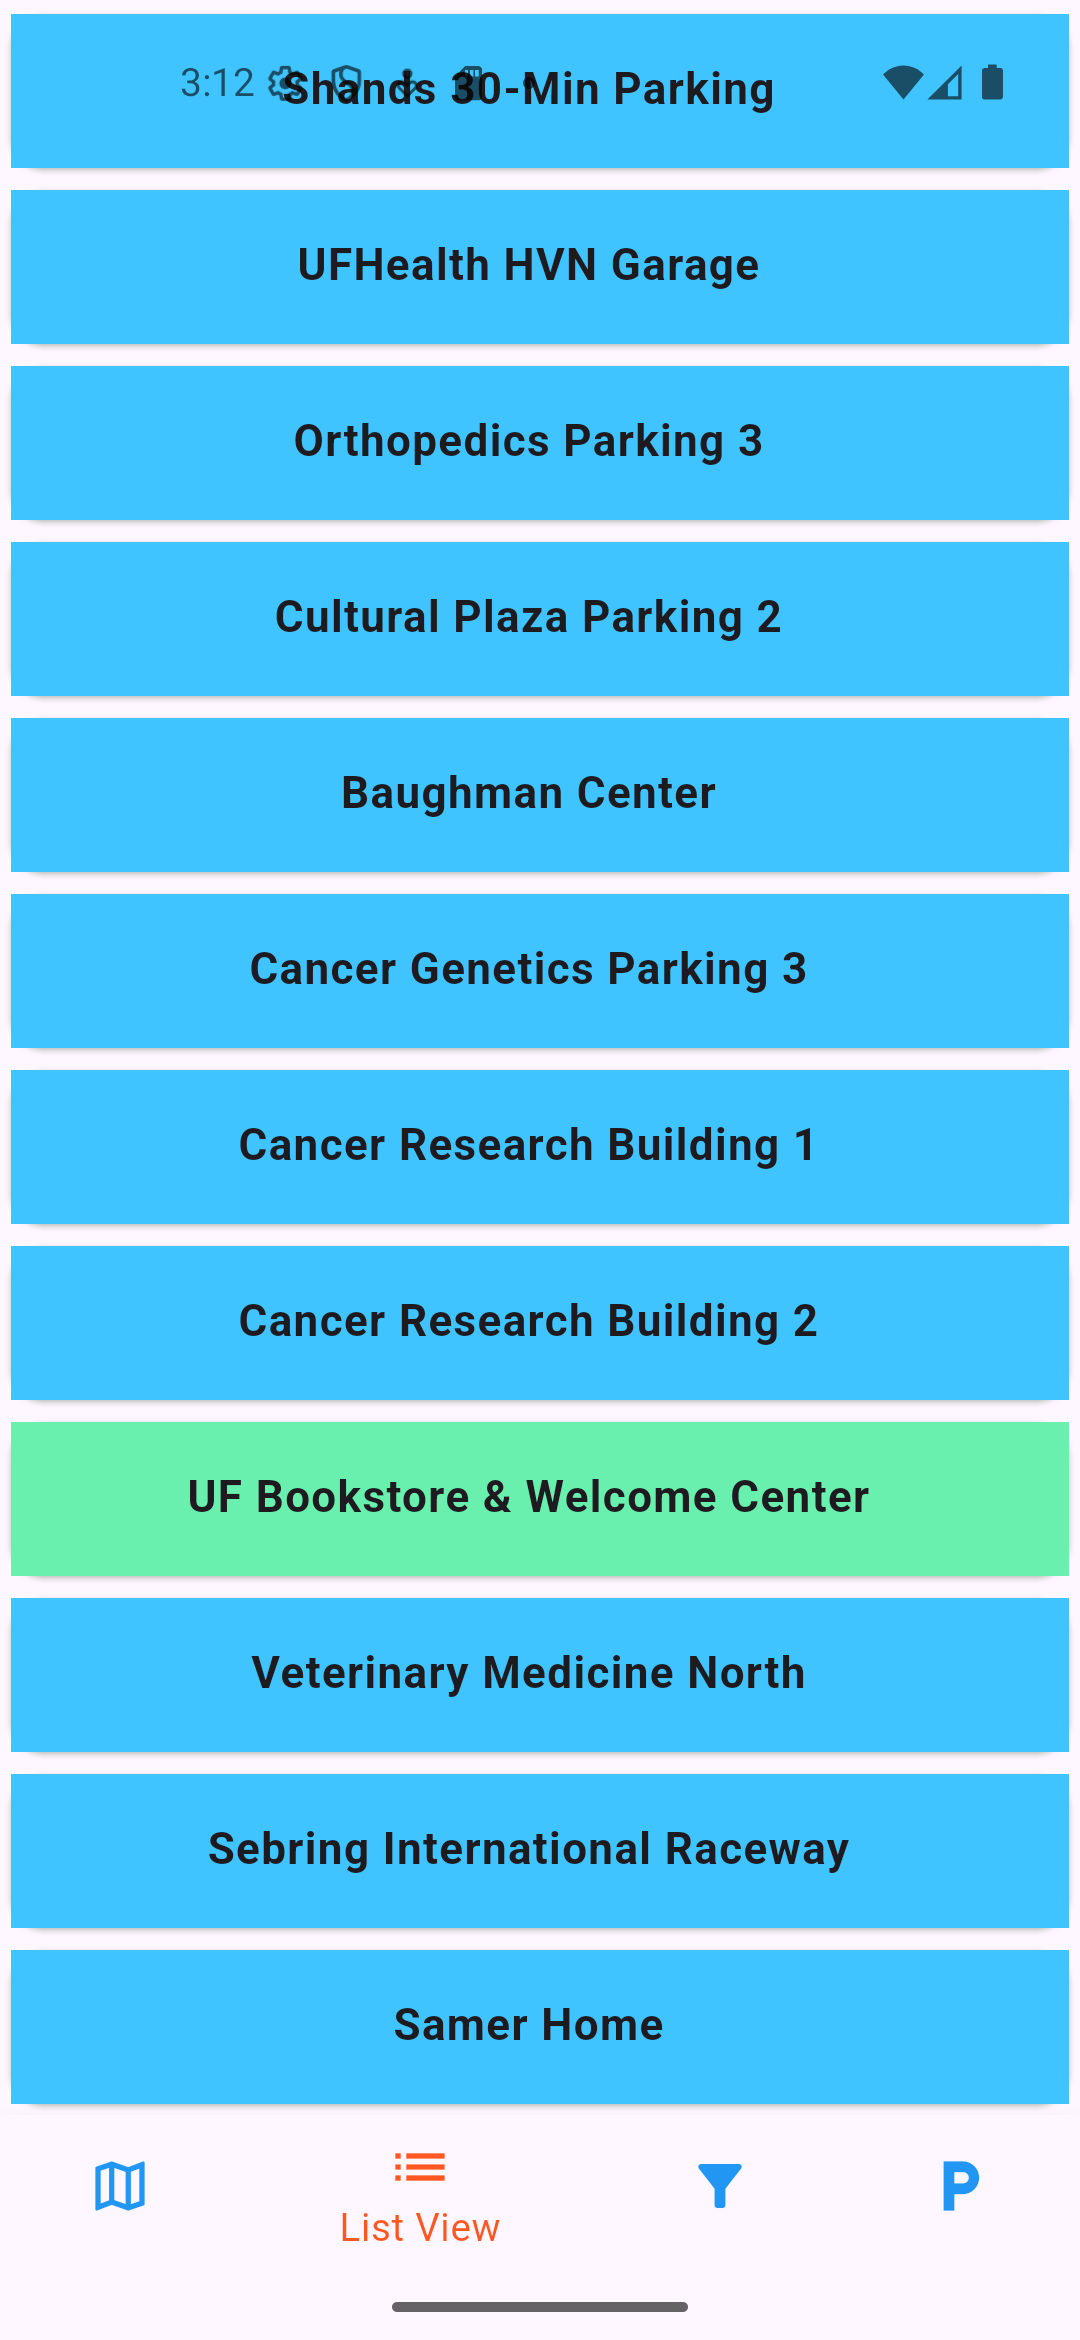 3:12
Shands 30-Min Parking
UFHealth HVN Garage
Orthopedics Parking 3
Cultural Plaza Parking 2
Baughman Center
Cancer Genetics Parking 3
Cancer Research Building 1
Cancer Research Building 2
UF Bookstore & Welcome Center
Veterinary Medicine North
Sebring International Raceway
Samer Home
List View
P